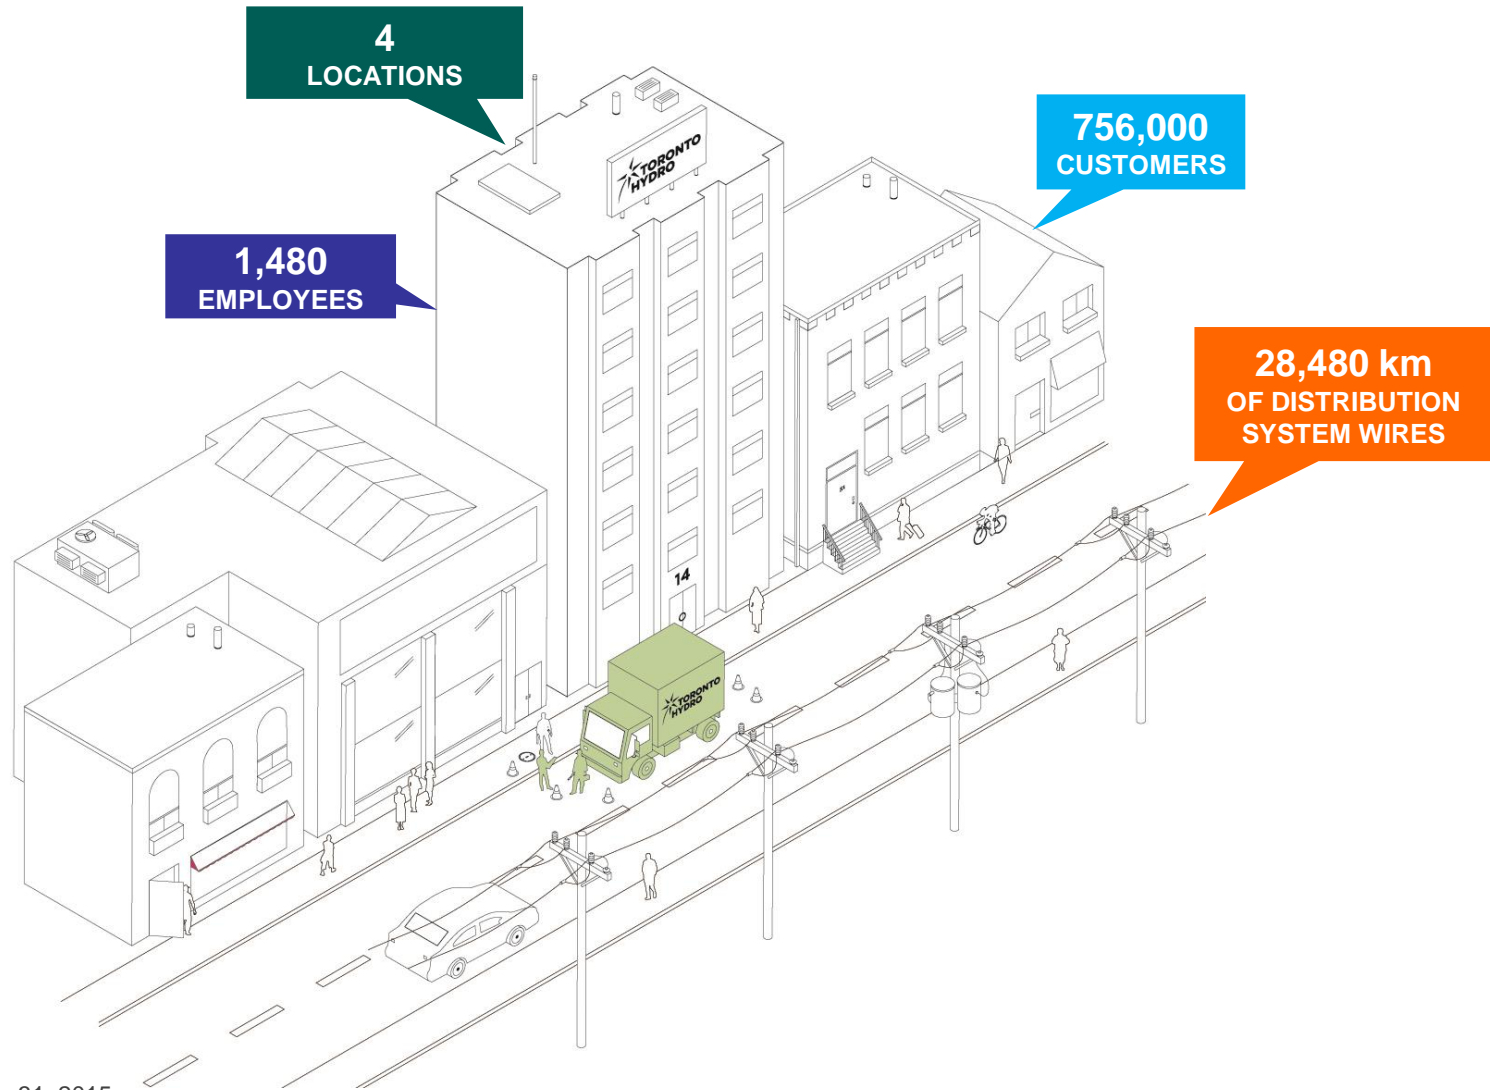 4
LOCATIONS
756,000
CUSTOMERS
TORONTO
HYDRO
1,480
EMPLOYEES
28,480 km
OF DISTRIBUTION
SYSTEM WIRES
14
TORONTO
HYDRO
2015